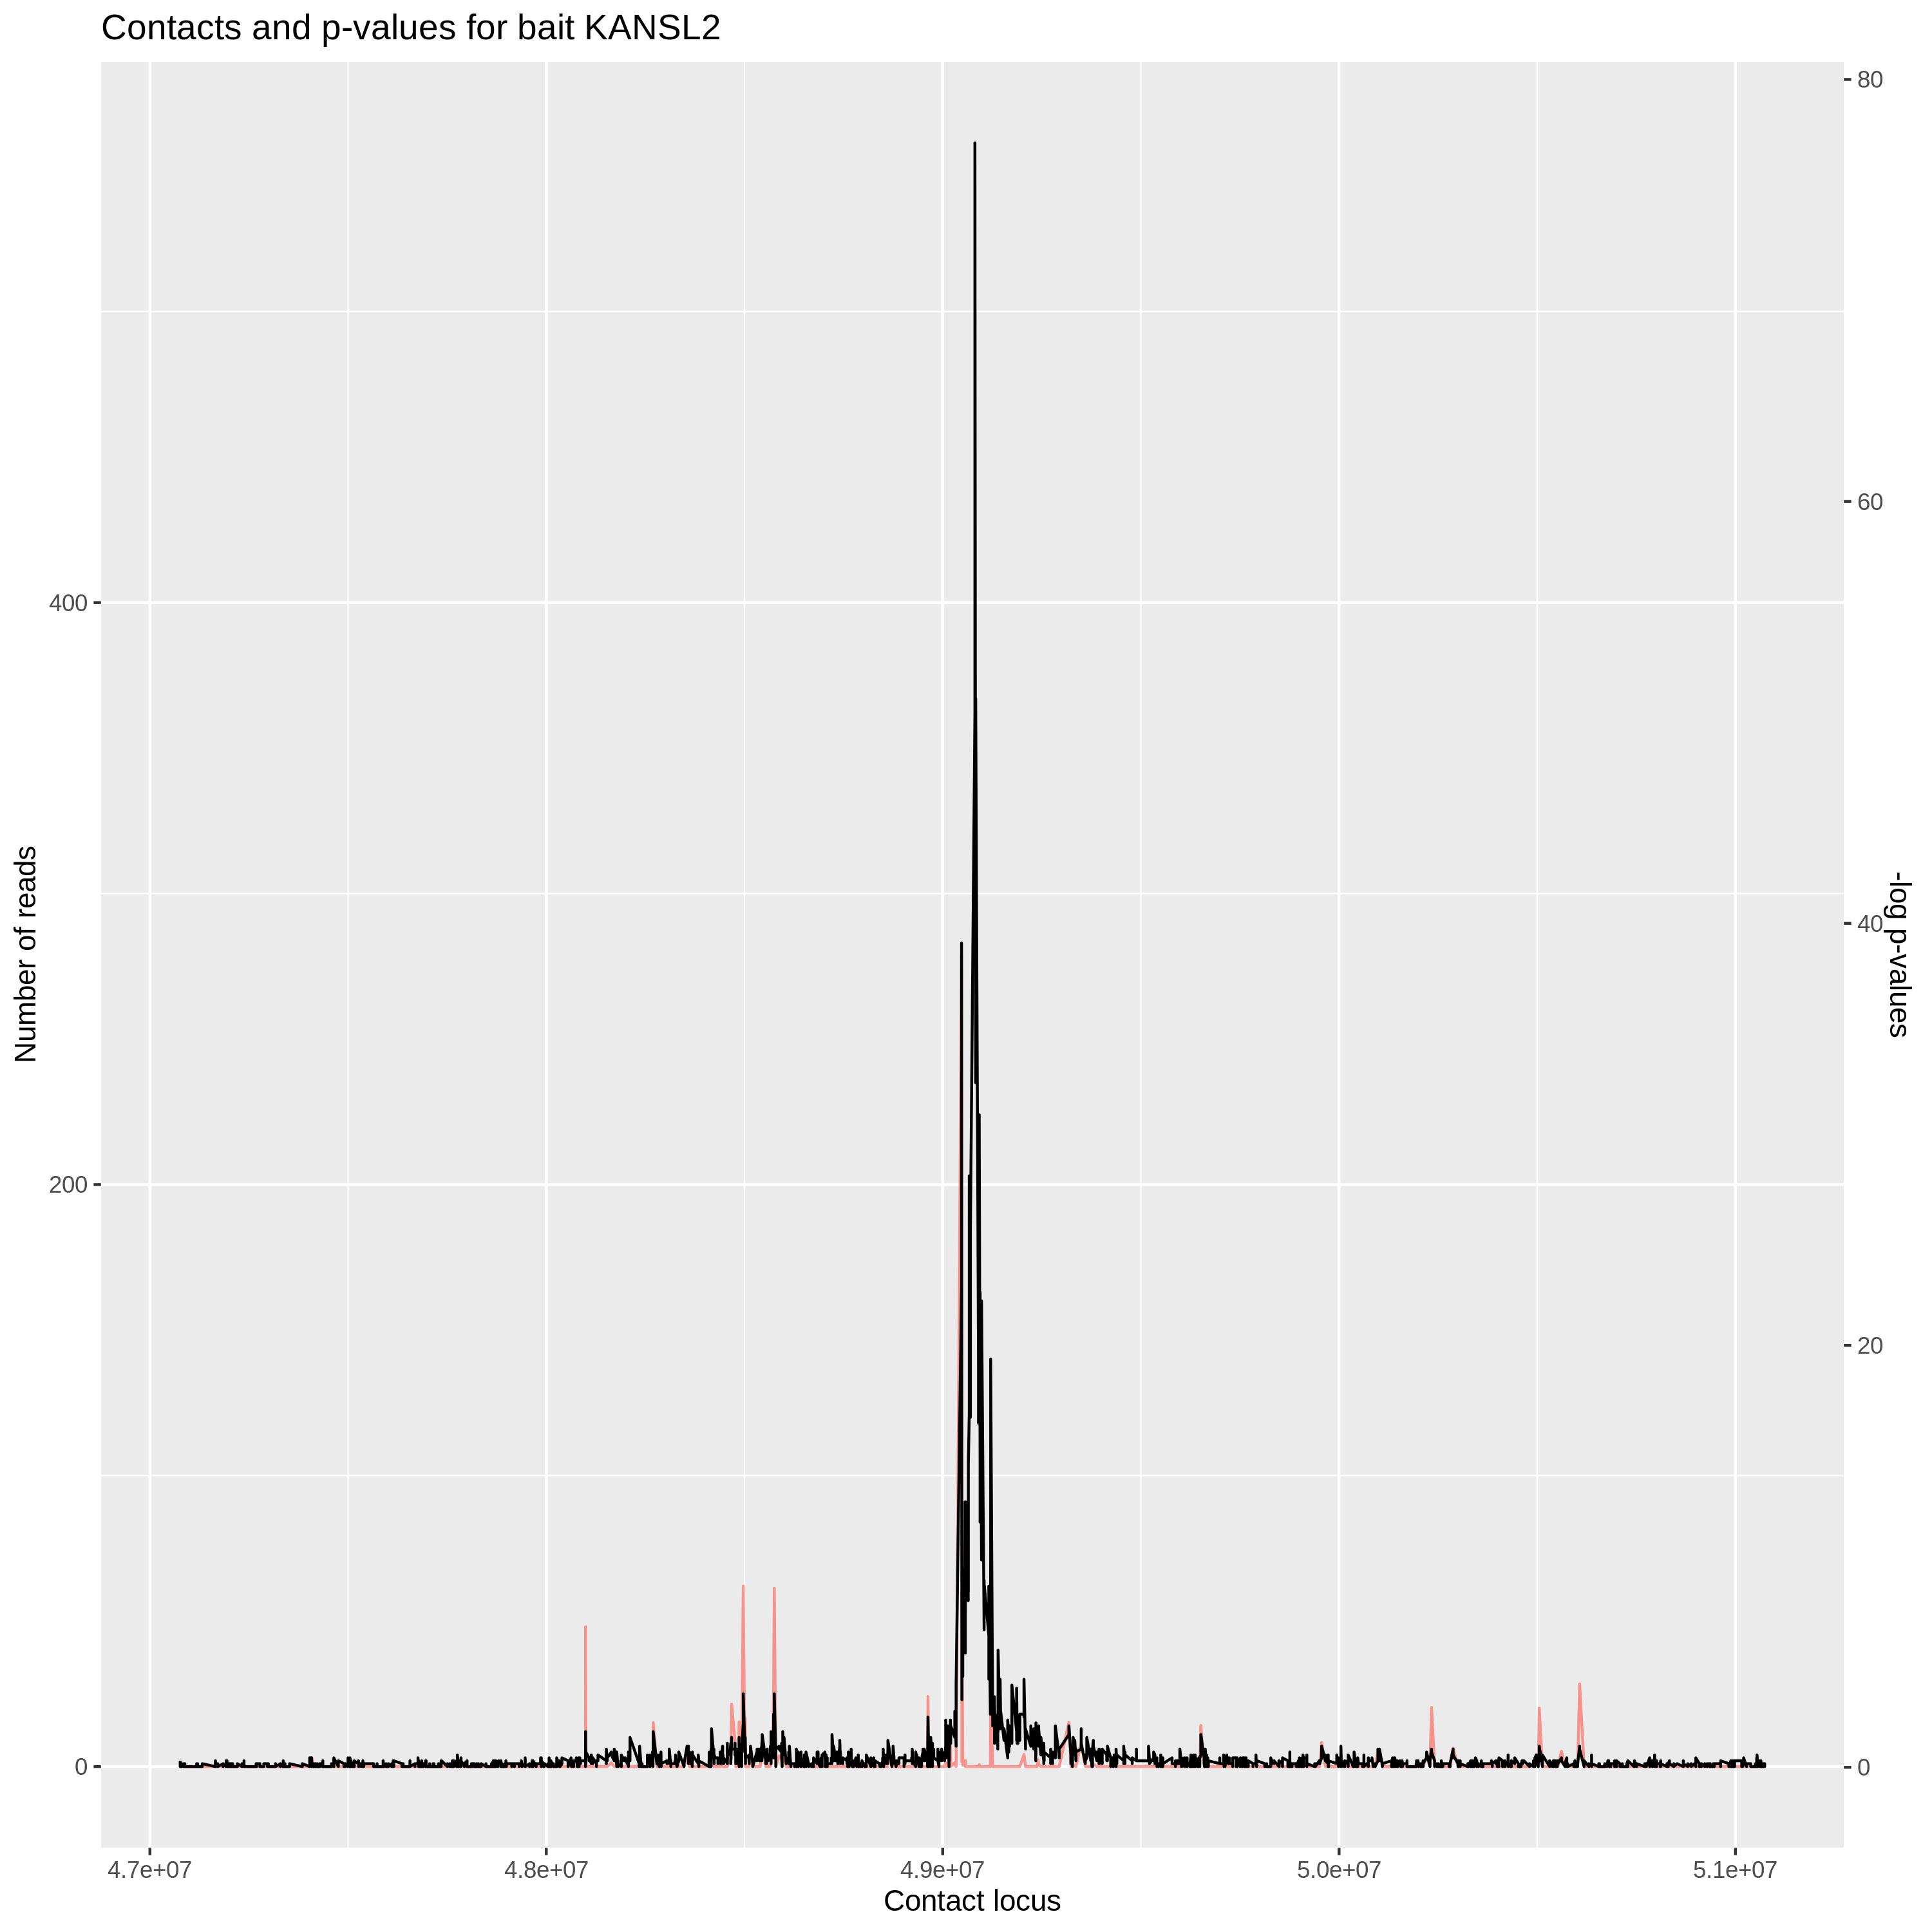 Contacts and p-values for bait KANSL2
80
60
400
Number of reads
40
-log p-values
200
20
0
0
4.7e+07
4.8e+07
4.9e+07
5.0e+07
5.1e+07
Contact locus